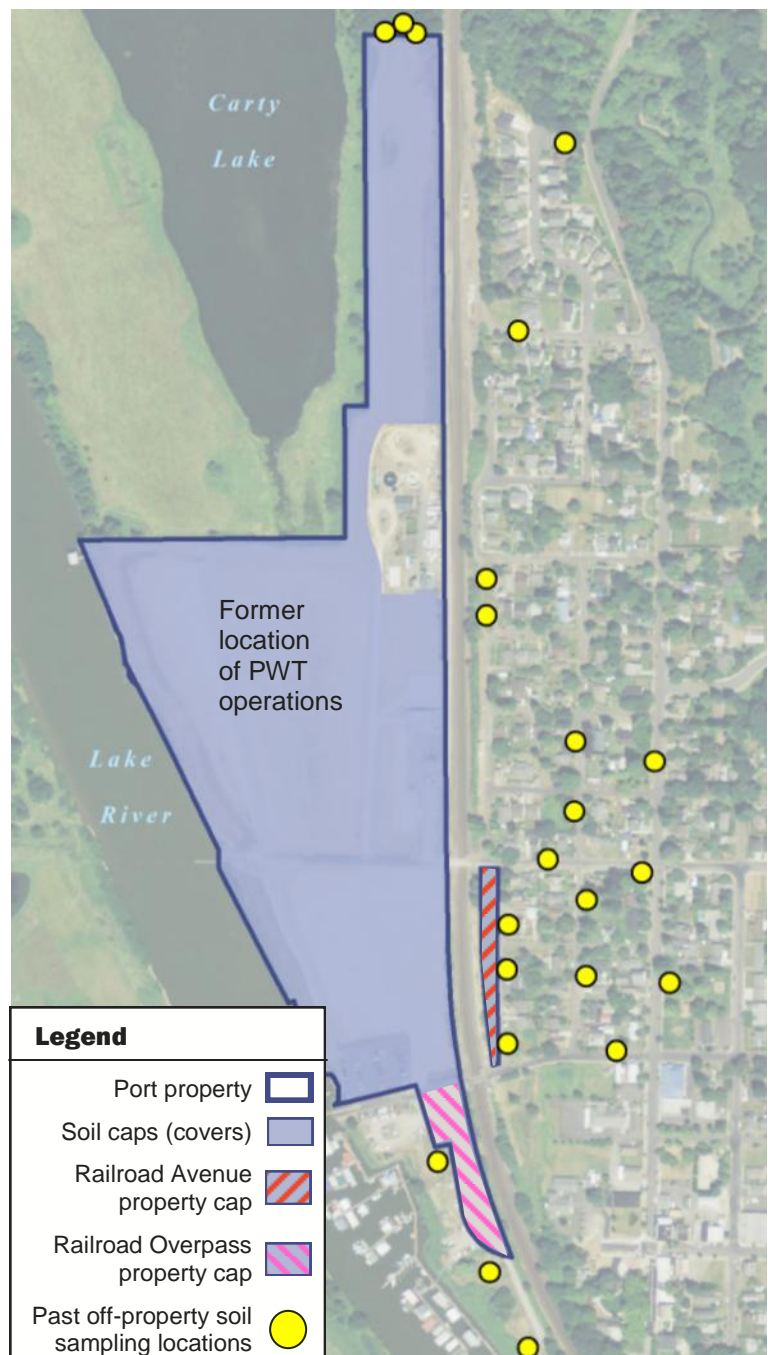 Carty
Lake
Former
location
of PWT
operations
Lake
River
Legend
Port property
Soil caps (covers)
Railroad Avenue
property cap
Railroad Overpass
property cap
Past off-property soil
sampling locations